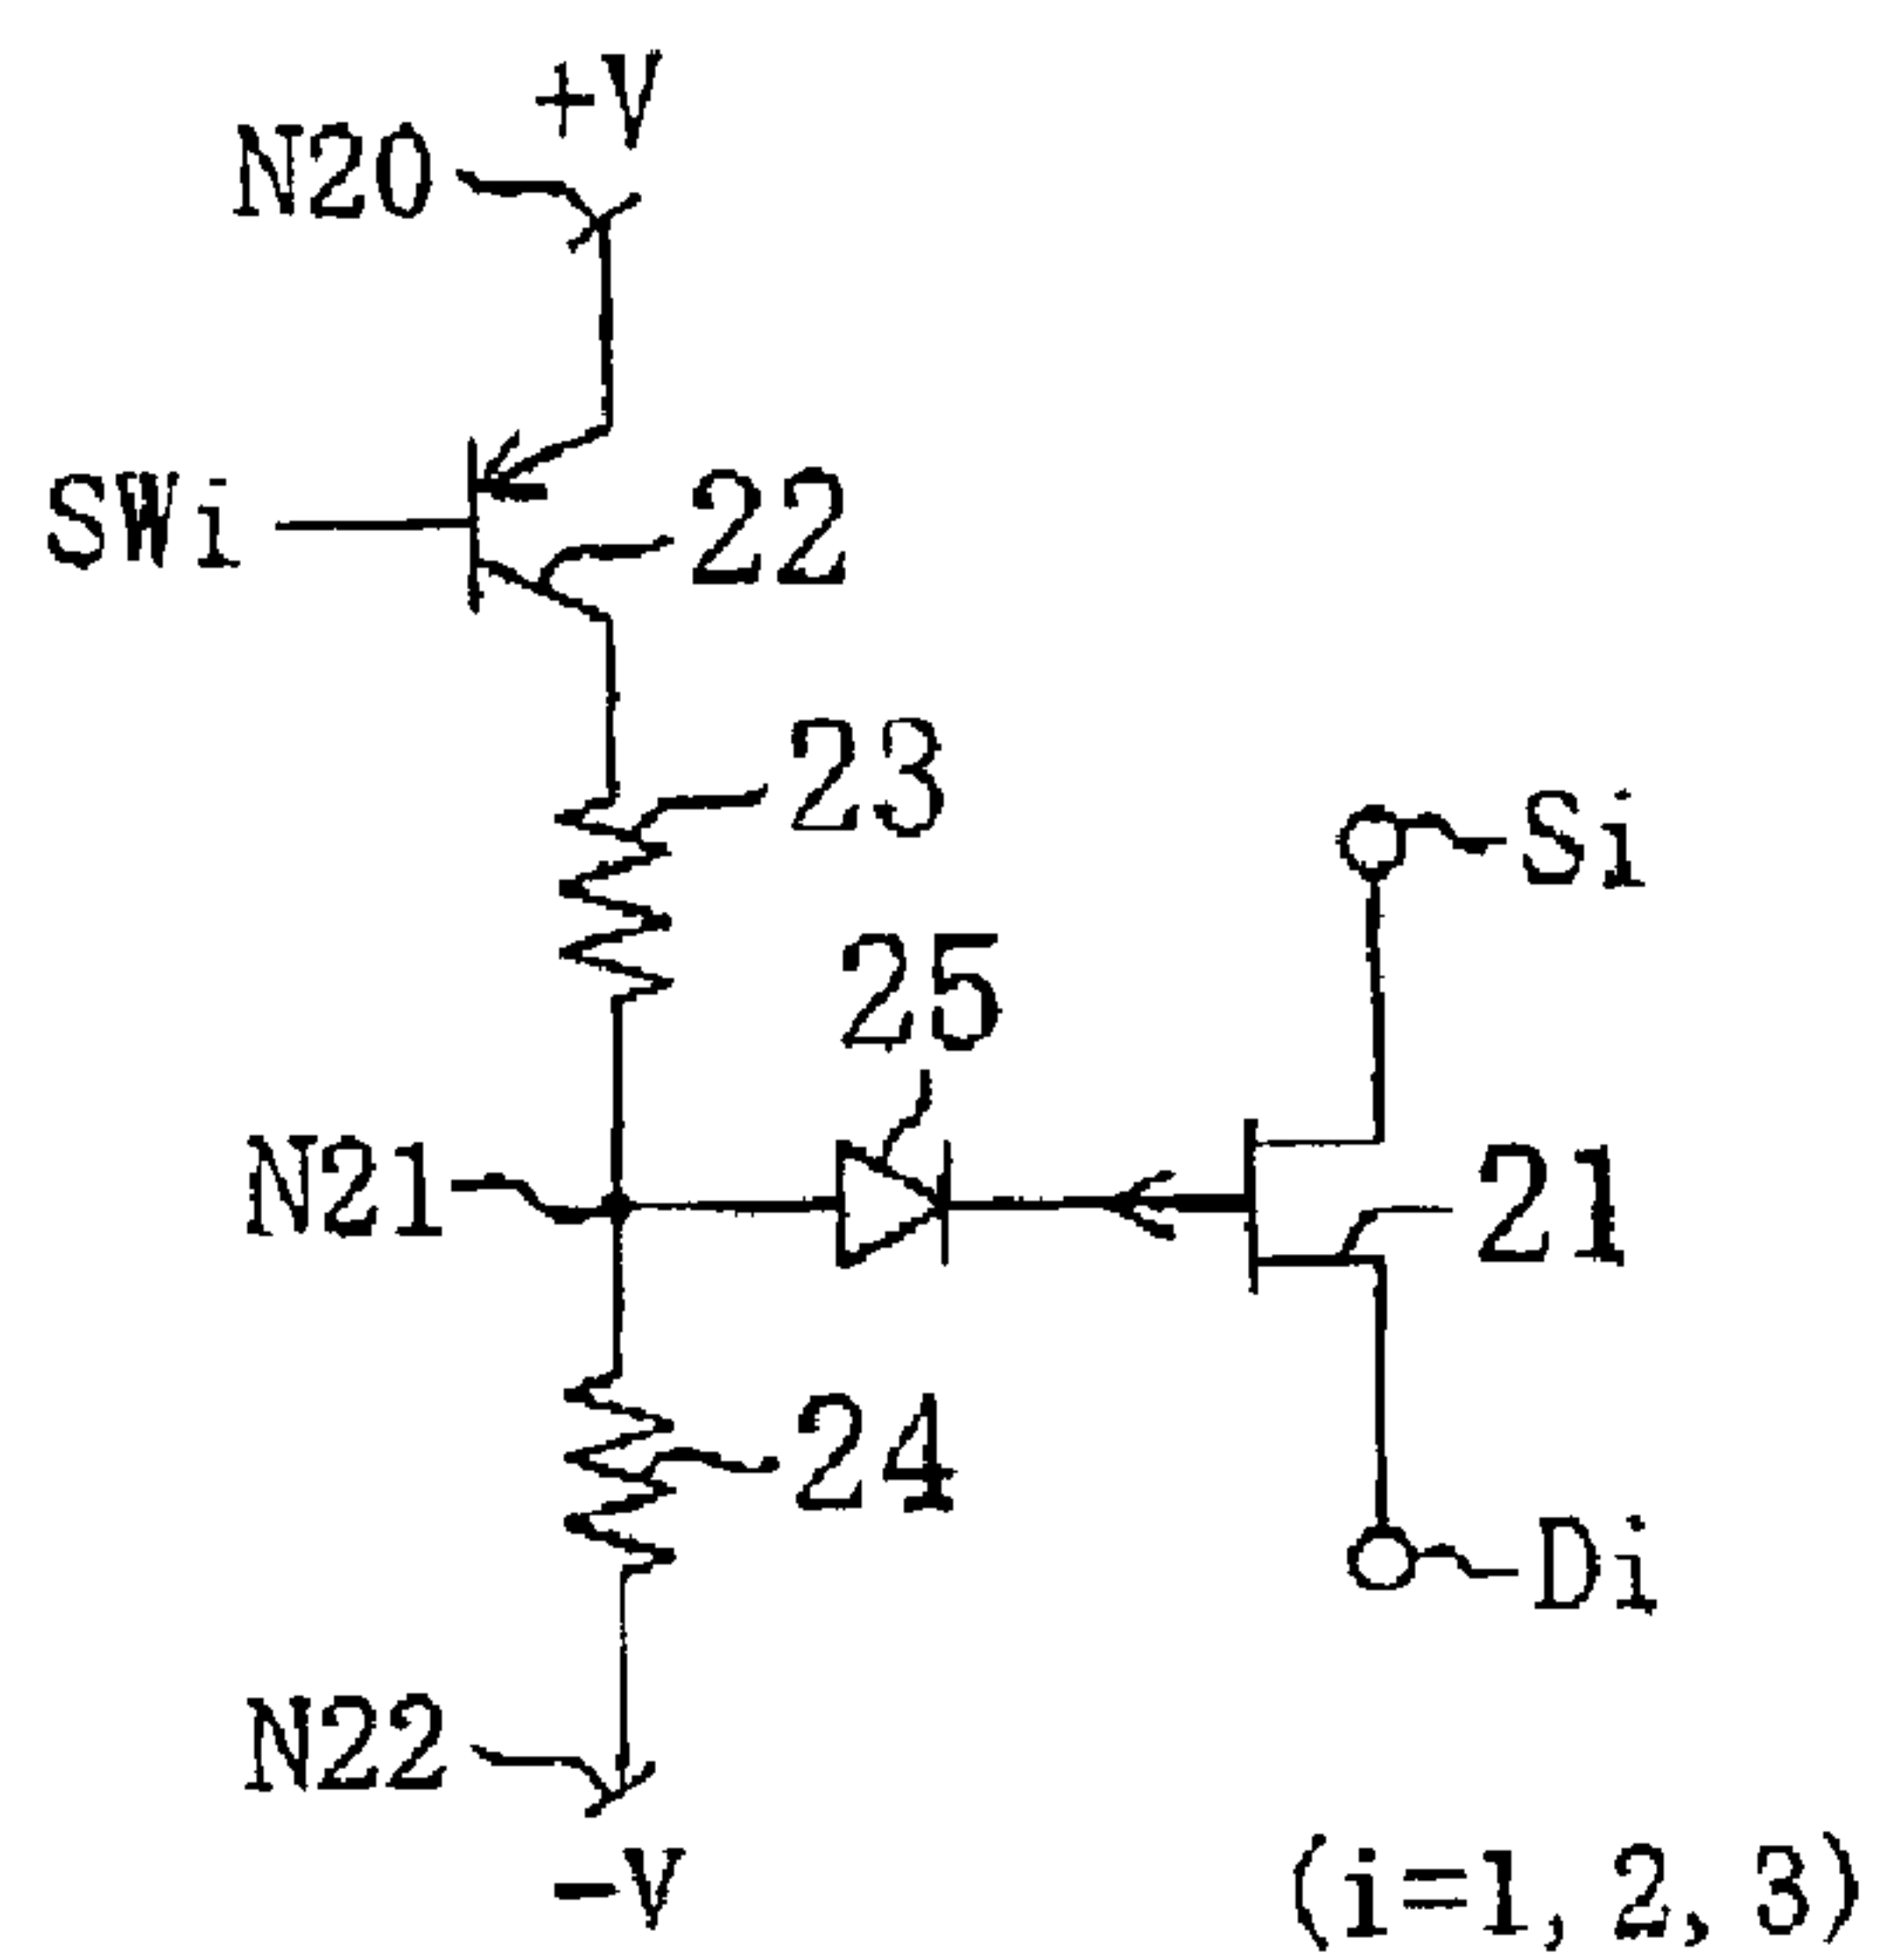 +V
N20
SWi
22
23
Si
25
N21
21
24
Di
N22
-V
(i=1, 2, 3)